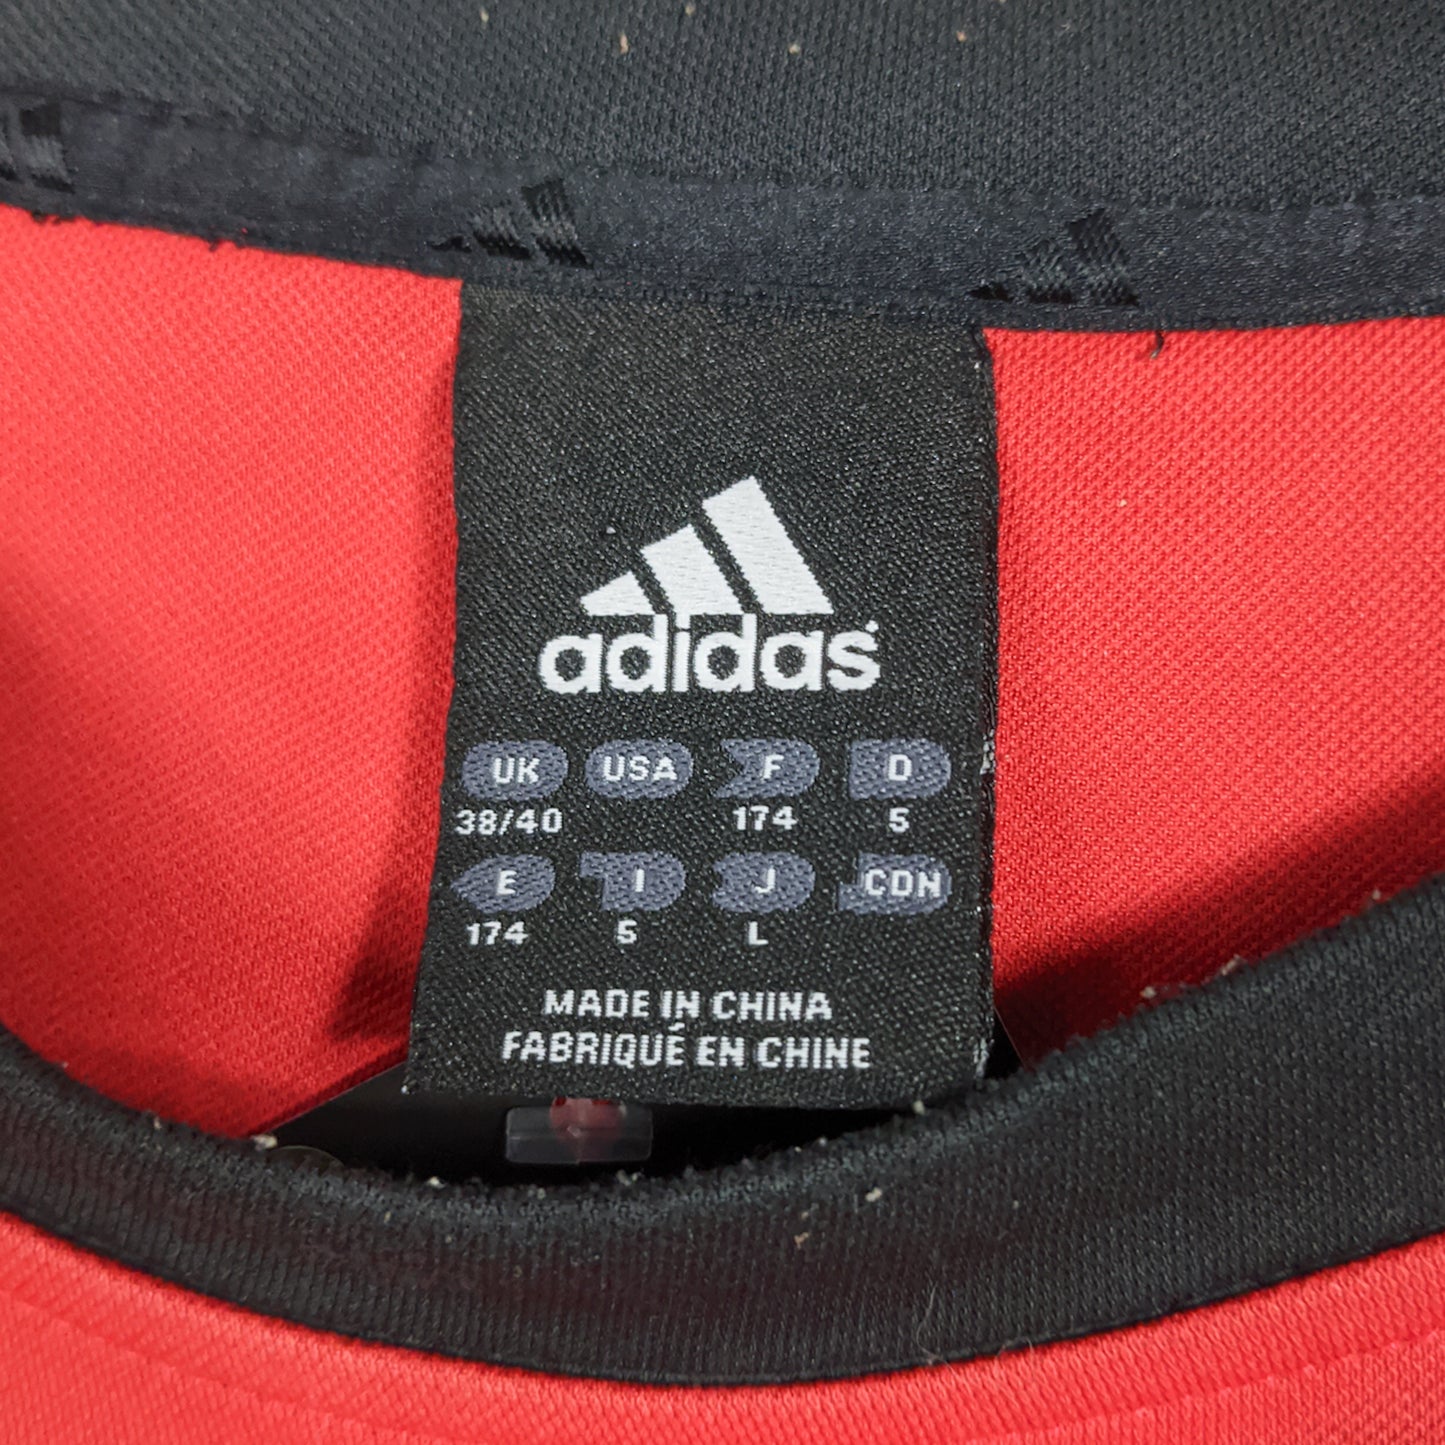 adidas
UK USA F D
38/40 174 5
E I J CDN
174 5 L
MADE IN CHINA
FABRIQUÉ EN CHINE